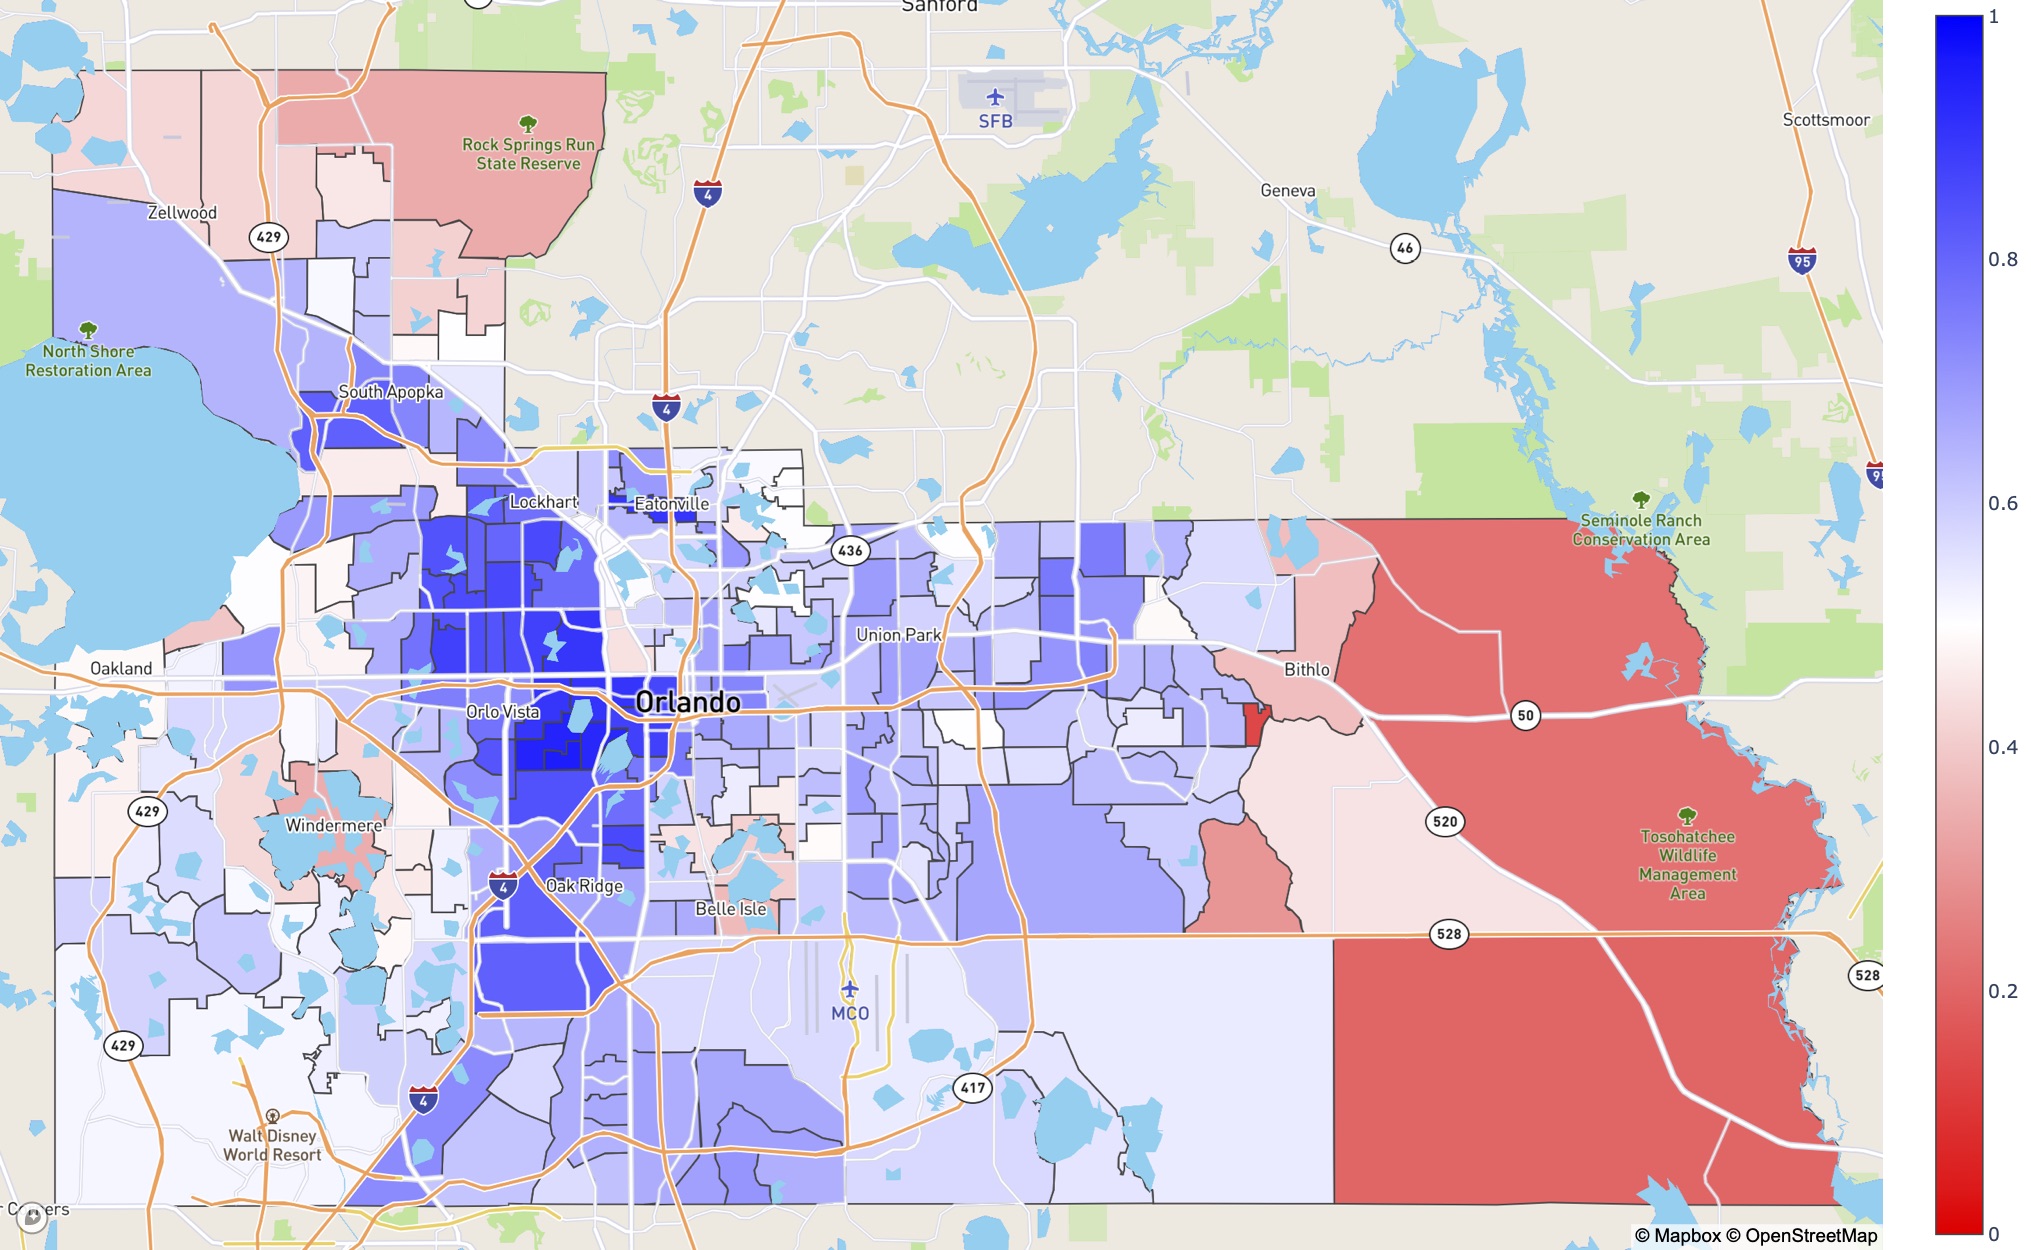 Sanford
1
Scottsmoor
SFB
Rock Springs Run
State Reserve
4
Geneva
Zellwood
429
46
95
0.8
North Shore
Restoration Area
South Apopka
4
95
Lockhart
Eatonville
0.6
Seminole Ranch
Conservation Area
436
Union Park
Oakland
Bithlo
Orlando
Orlo Vista
50
0.4
429
Windermere
520
Tosohatchee
Wildlife
Management
Area
4
Oak Ridge
Belle Isle
528
528
0.2
MCO
429
4
417
Walt Disney
World Resort
r Corners
© Mapbox © OpenStreetMap
0